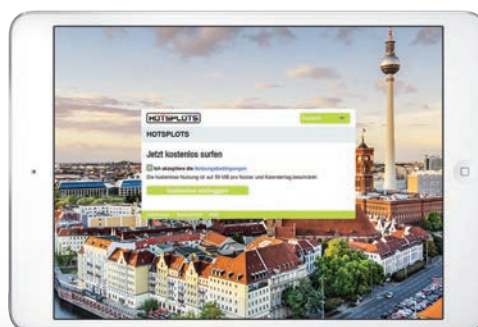 HOTSPLOTS
Deutsch
HOTSPLOTS
Jetzt kostenlos surfen
Ich akzeptiere die Nutzungsbedingungen
Die kostenlose Nutzung ist auf 50 MB pro Nutzer und Kalendertag beschränkt.
kostenlos einloggen